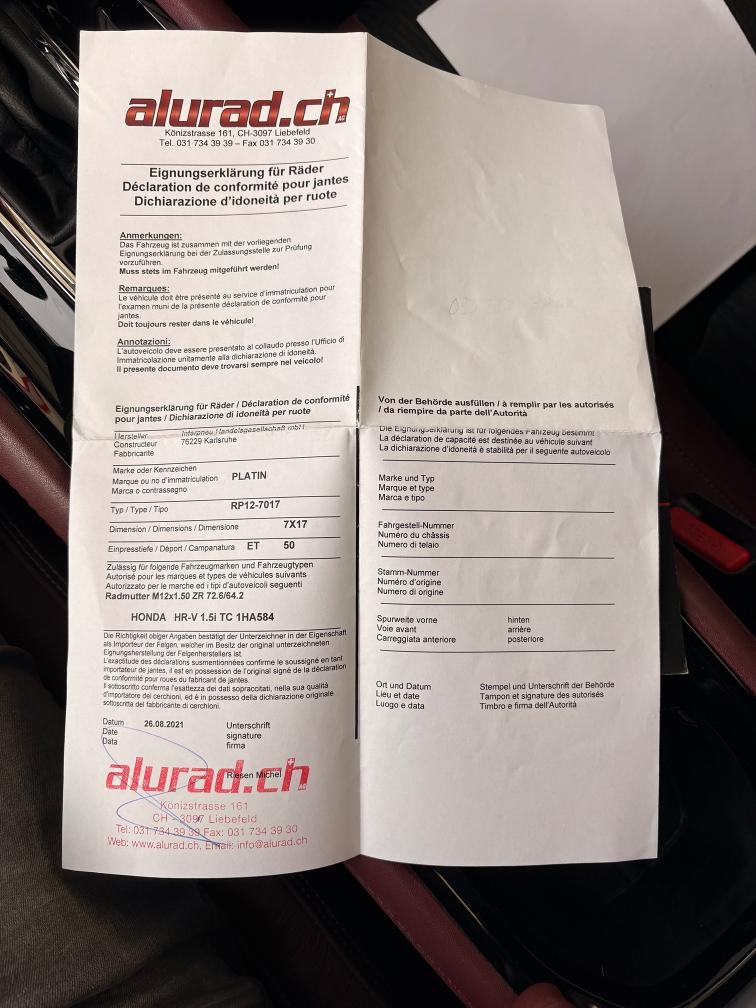 alurad.ch
AG
Könizstrasse 161, CH-3097 Liebefeld
Tel. 031 734 39 39 – Fax 031 734 39 30
Eignungserklärung für Räder
Déclaration de conformité pour jantes
Dichiarazione d'idoneità per ruote
Anmerkungen:
Das Fahrzeug ist zusammen mit der vorliegenden
Eignungserklärung bei der Zulassungsstelle zur Prüfung
vorzuführen.
Muss stets im Fahrzeug mitgeführt werden!
Remarques:
Le véhicule doit être présenté au service d'immatriculation pour
l'examen muni de la présente déclaration de conformité pour
jantes.
Doit toujours rester dans le véhicule!
Annotazioni:
L'autoveicolo deve essere presentato al collaudo presso l'Ufficio di
Immatricolazione unitamente alla dichiarazione di idoneità.
Il presente documento deve trovarsi sempre nel veicolo!
Eignungserklärung für Räder / Déclaration de conformité
pour jantes / Dichiarazione di idoneità per ruote
Hersteller Interpneu Handelsgesellschaft mbH
Constructeur 76229 Karlsruhe
Fabbricante
Marke oder Kennzeichen
Marque ou no d'immatriculation PLATIN
Marca o contrassegno
Typ / Type / Tipo RP12-7017
Dimension / Dimensions / Dimensione 7X17
Einpresstiefe / Déport / Campanatura ET 50
Zulässig für folgende Fahrzeugmarken und Fahrzeugtypen
Autorisé pour les marques et types de véhicules suivants
Autorizzato per le marche ed i tipi d'autoveicoli seguenti
Radmutter M12x1.50 ZR 72.6/64.2
HONDA HR-V 1.5i TC 1HA584
Die Richtigkeit obiger Angaben bestätigt der Unterzeichner in der Eigenschaft
als Importeur der Felgen, welcher im Besitz der original unterzeichneten
Eignungsherstellung der Felgenherstellers ist.
L'exactitude des déclarations susmentionnées confirme le soussigné en tant
importateur de jantes, il est en possession de l'original signé de la déclaration
de conformité pour roues du fabricant de jantes.
Il sottoscritto conferma l'esattezza dei dati sopraccitati, nella sua qualità
d'importatore dei cerchioni, ed è in possesso della dichiarazione originale
sottoscritta del fabbricante di cerchioni.
Datum 26.08.2021 Unterschrift
Date signature
Data firma
alurad.ch
AG
Riesen Michel
Könizstrasse 161
CH - 3097 Liebefeld
Tel: 031 734 39 39 Fax: 031 734 39 30
Web: www.alurad.ch, Email: info@alurad.ch
Von der Behörde ausfüllen / à remplir par les autorisés
/ da riempire da parte dell'Autorità
Die Eignungserklärung ist für folgendes Fahrzeug bestimmt
La déclaration de capacité est destinée au véhicule suivant
La dichiarazione d'idoneità è stabilità per il seguente autoveicolo
Marke und Typ
Marque et type
Marca e tipo
Fahrgestell-Nummer
Numéro du châssis
Numero di telaio
Stamm-Nummer
Numéro d'origine
Numero di origine
Spurweite vorne hinten
Voie avant arrière
Carreggiata anteriore posteriore
Ort und Datum Stempel und Unterschrift der Behörde
Lieu et date Tampon et signature des autorisés
Luogo e data Timbro e firma dell'Autorità